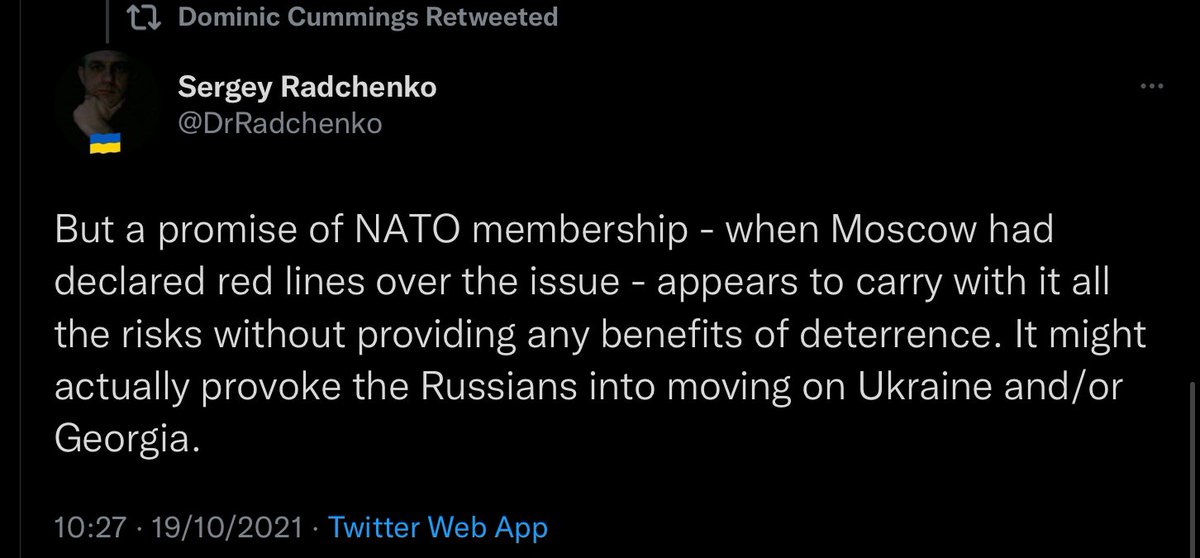 Dominic Cummings Retweeted
Sergey Radchenko
@DrRadchenko
But a promise of NATO membership - when Moscow had
declared red lines over the issue - appears to carry with it all
the risks without providing any benefits of deterrence. It might
actually provoke the Russians into moving on Ukraine and/or
Georgia.
10:27 · 19/10/2021 · Twitter Web App